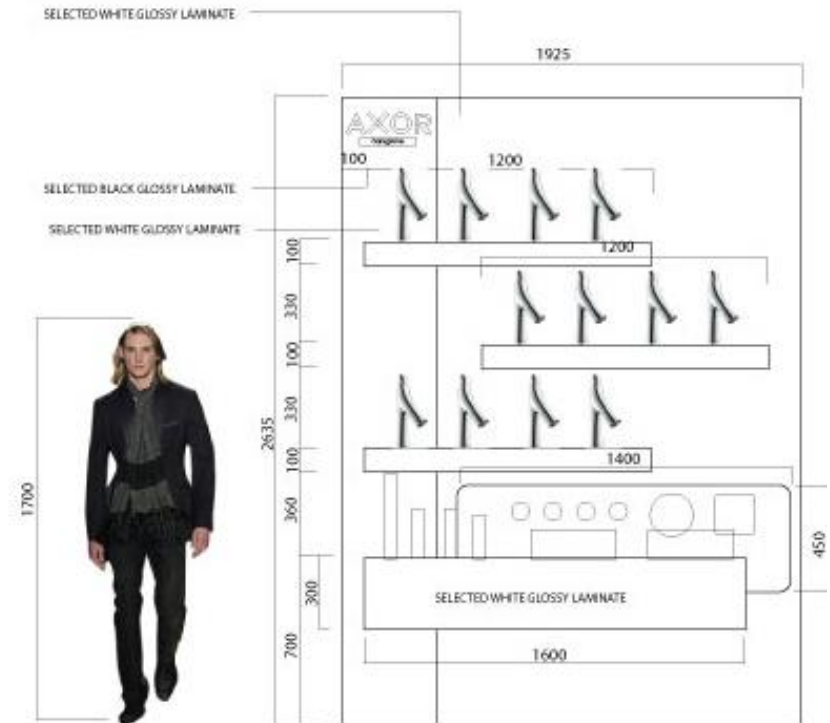 SELECTED WHITE GLOSSY LAMINATE
1925
AXOR
hansgrohe
100
1200
SELECTED BLACK GLOSSY LAMINATE
SELECTED WHITE GLOSSY LAMINATE
100
1200
330
100
330
2635
100
1400
1700
360
450
300
SELECTED WHITE GLOSSY LAMINATE
700
1600